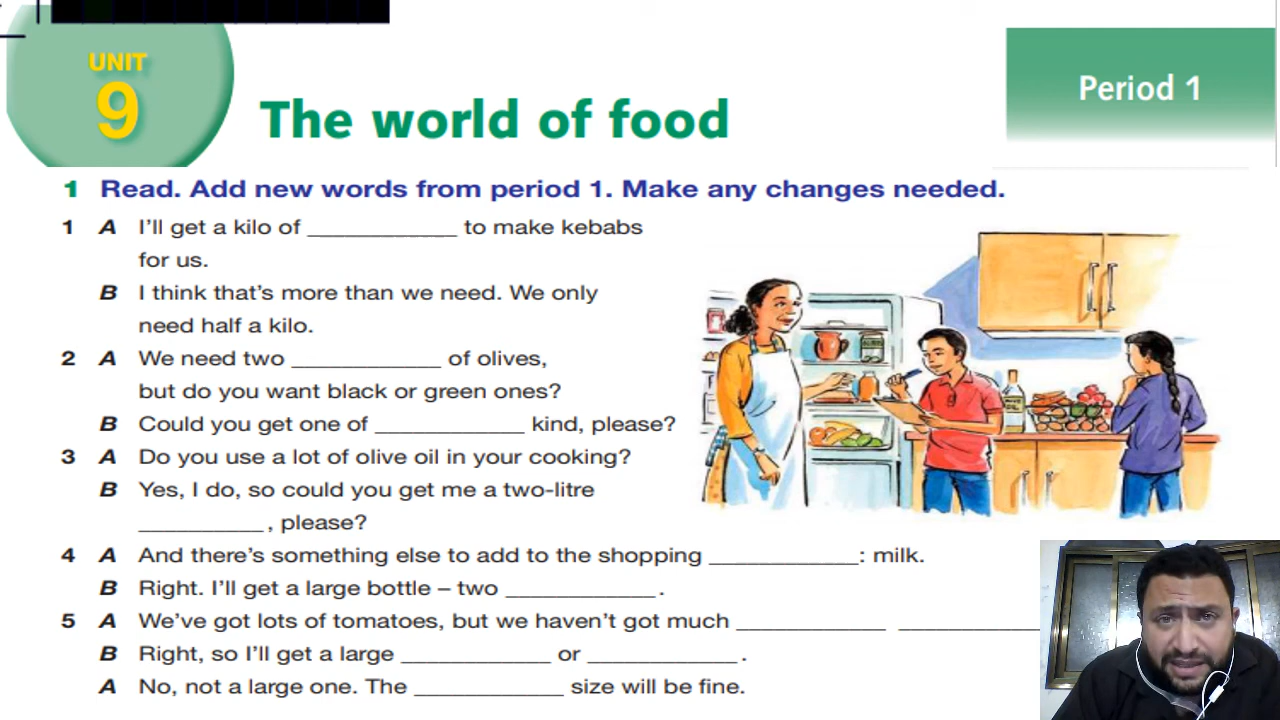 UNIT
9
The world of food
Period 1
1 Read. Add new words from period 1. Make any changes needed.
1 A I'll get a kilo of ____________ to make kebabs
for us.
B I think that's more than we need. We only
need half a kilo.
2 A We need two ____________ of olives,
but do you want black or green ones?
B Could you get one of ____________ kind, please?
3 A Do you use a lot of olive oil in your cooking?
B Yes, I do, so could you get me a two-litre
__________ , please?
4 A And there's something else to add to the shopping ____________: milk.
B Right. I'll get a large bottle – two ____________ .
5 A We've got lots of tomatoes, but we haven't got much ____________ ____________
B Right, so I'll get a large ____________ or ____________ .
A No, not a large one. The ____________ size will be fine.